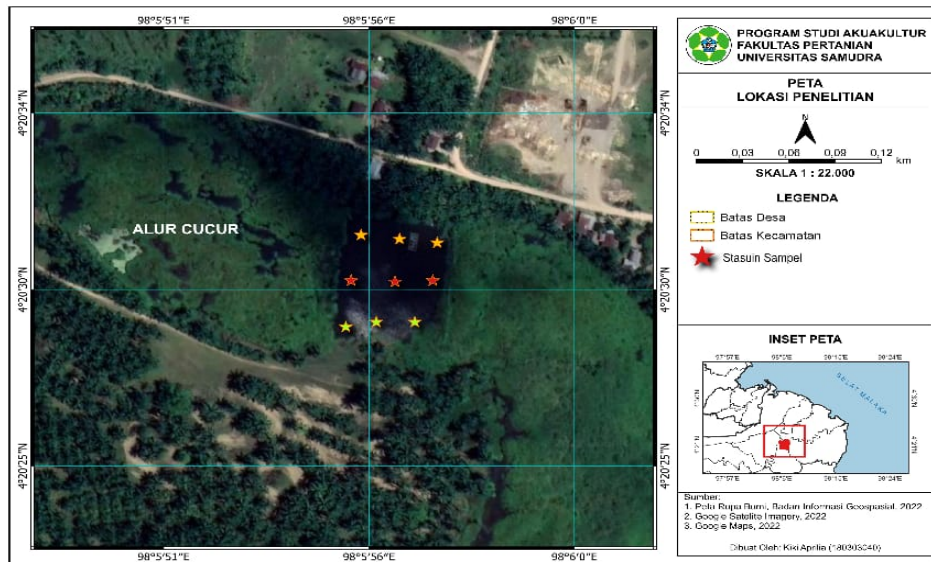 98°5'51"E 98°5'56"E 98°6'0"E
4°20'34"N 4°20'34"N
ALUR CUCUR
4°20'30"N 4°20'30"N
4°20'25"N 4°20'25"N
98°5'51"E 98°5'56"E 98°6'0"E
PROGRAM STUDI AKUAKULTUR
FAKULTAS PERTANIAN
UNIVERSITAS SAMUDRA
PETA
LOKASI PENELITIAN
N
0 0,03 0,06 0,09 0,12
km
SKALA 1 : 22.000
LEGENDA
Batas Desa
Batas Kecamatan
Stasuin Sampel
INSET PETA
SELAT MALAKA
Sumber:
1. Peta Rupa Bumi, Badan Informasi Geospasial, 2022
2. Google Satelite Imagery, 2022
3. Google Maps, 2022
Dibuat Oleh: Kiki Aprilia (180303040)